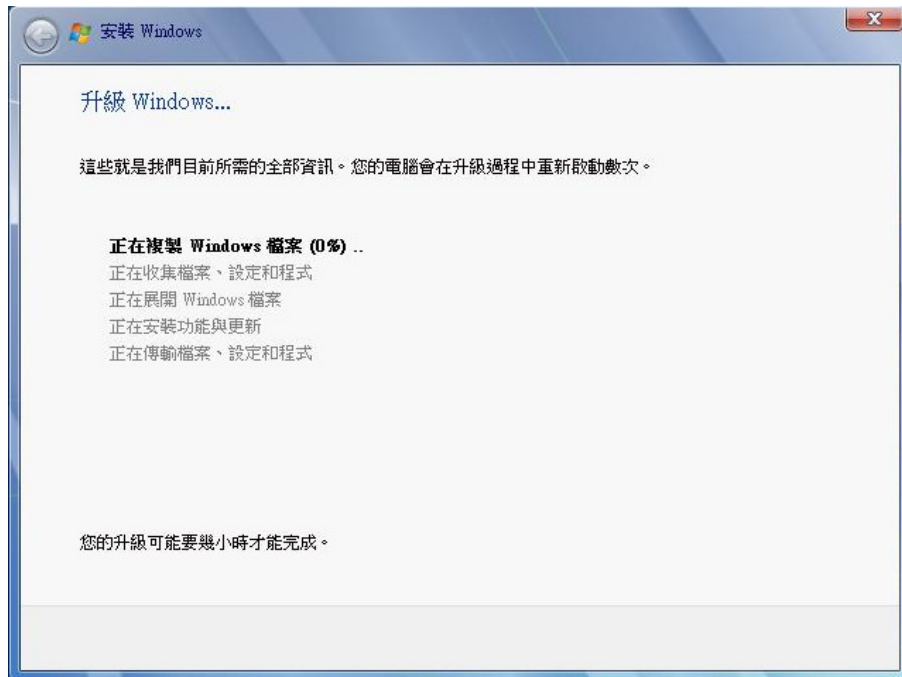 安裝 Windows
升級 Windows...
這些就是我們目前所需的全部資訊。您的電腦會在升級過程中重新啟動數次。
正在複製 Windows 檔案 (0%) ..
正在收集檔案、設定和程式
正在展開 Windows 檔案
正在安裝功能與更新
正在傳輸檔案、設定和程式
您的升級可能要幾小時才能完成。